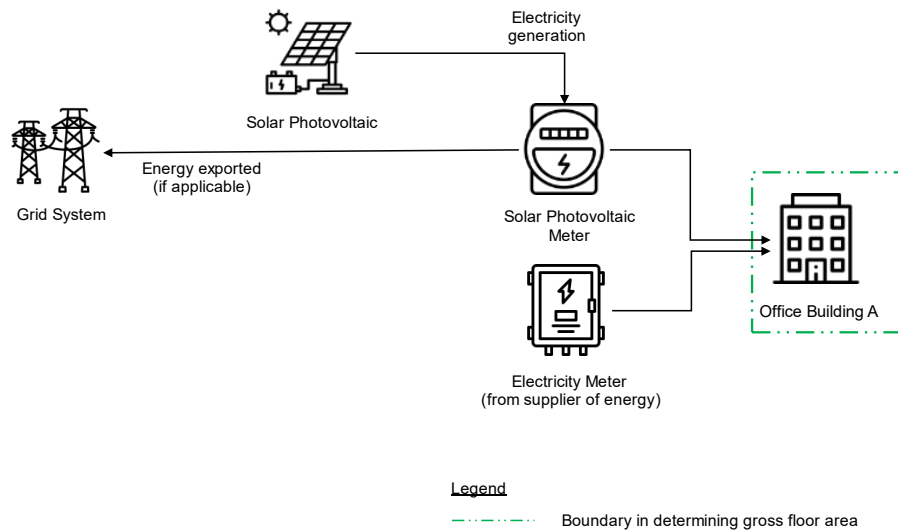 Electricity
generation
Solar Photovoltaic
Energy exported
(if applicable)
Grid System
Solar Photovoltaic
Meter
Office Building A
Electricity Meter
(from supplier of energy)
Legend
Boundary in determining gross floor area